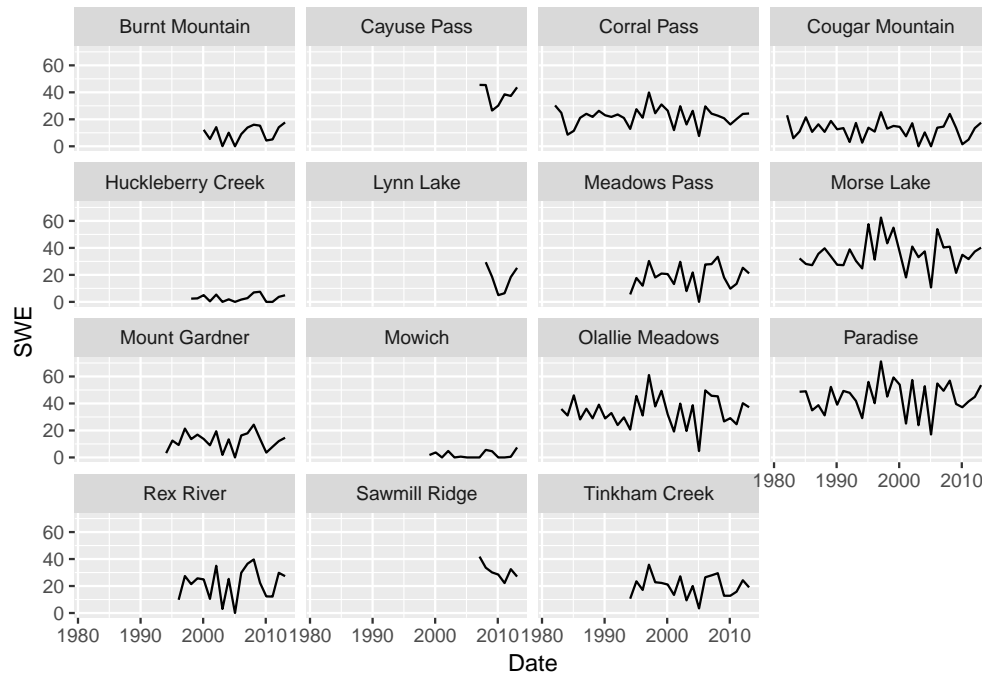 Burnt Mountain Cayuse Pass Corral Pass Cougar Mountain
60
40
20
0
Huckleberry Creek Lynn Lake Meadows Pass Morse Lake
60
40
20
0
Mount Gardner Mowich Olallie Meadows Paradise
60
40
20
0
1980 1990 2000 2010
Rex River Sawmill Ridge Tinkham Creek
60
40
20
0
1980 1990 2000 2010 1980 1990 2000 2010 1980 1990 2000 2010
SWE
Date